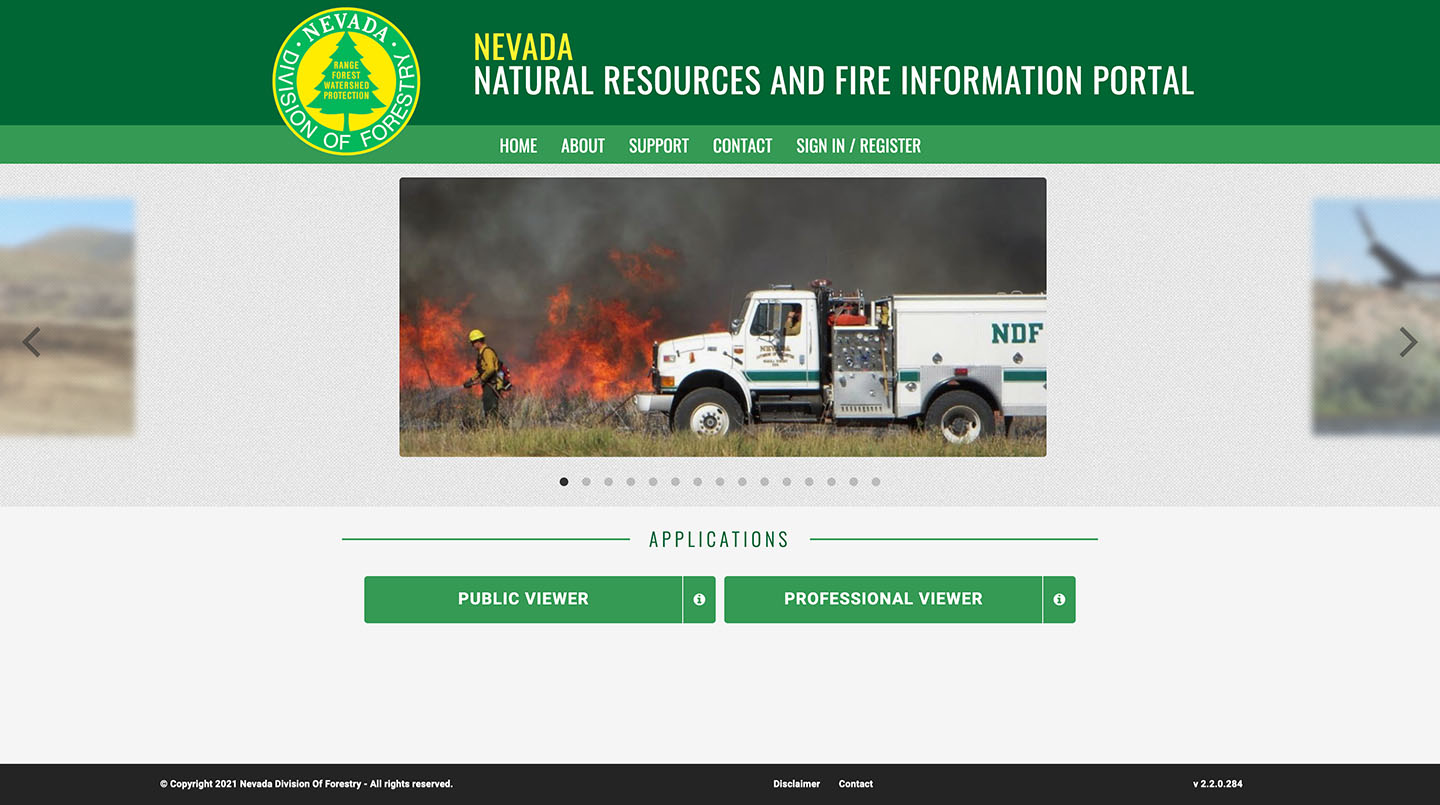 NEVADA
DIVISION OF FORESTRY
RANGE
FOREST
WATERSHED
PROTECTION
NEVADA
NATURAL RESOURCES AND FIRE INFORMATION PORTAL
HOME ABOUT SUPPORT CONTACT SIGN IN / REGISTER
NEVADA
NDF
APPLICATIONS
PUBLIC VIEWER
PROFESSIONAL VIEWER
© Copyright 2021 Nevada Division Of Forestry - All rights reserved. Disclaimer Contact v 2.2.0.284